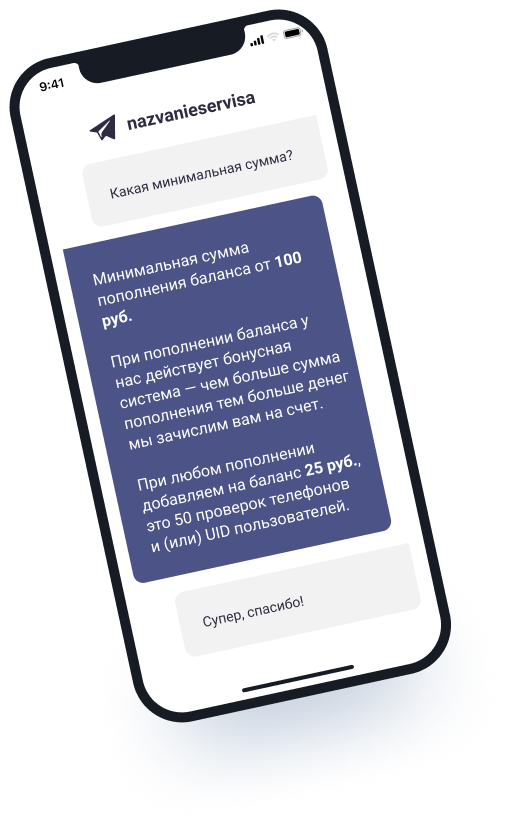 9:41
nazvanieservisa
Какая минимальная сумма?
Минимальная сумма
пополнения баланса от 100
руб.
При пополнении баланса у
нас действует бонусная
система — чем больше сумма
пополнения тем больше денег
мы зачислим вам на счет.
При любом пополнении
добавляем на баланс 25 руб.,
это 50 проверок телефонов
и (или) UID пользователей.
Супер, спасибо!